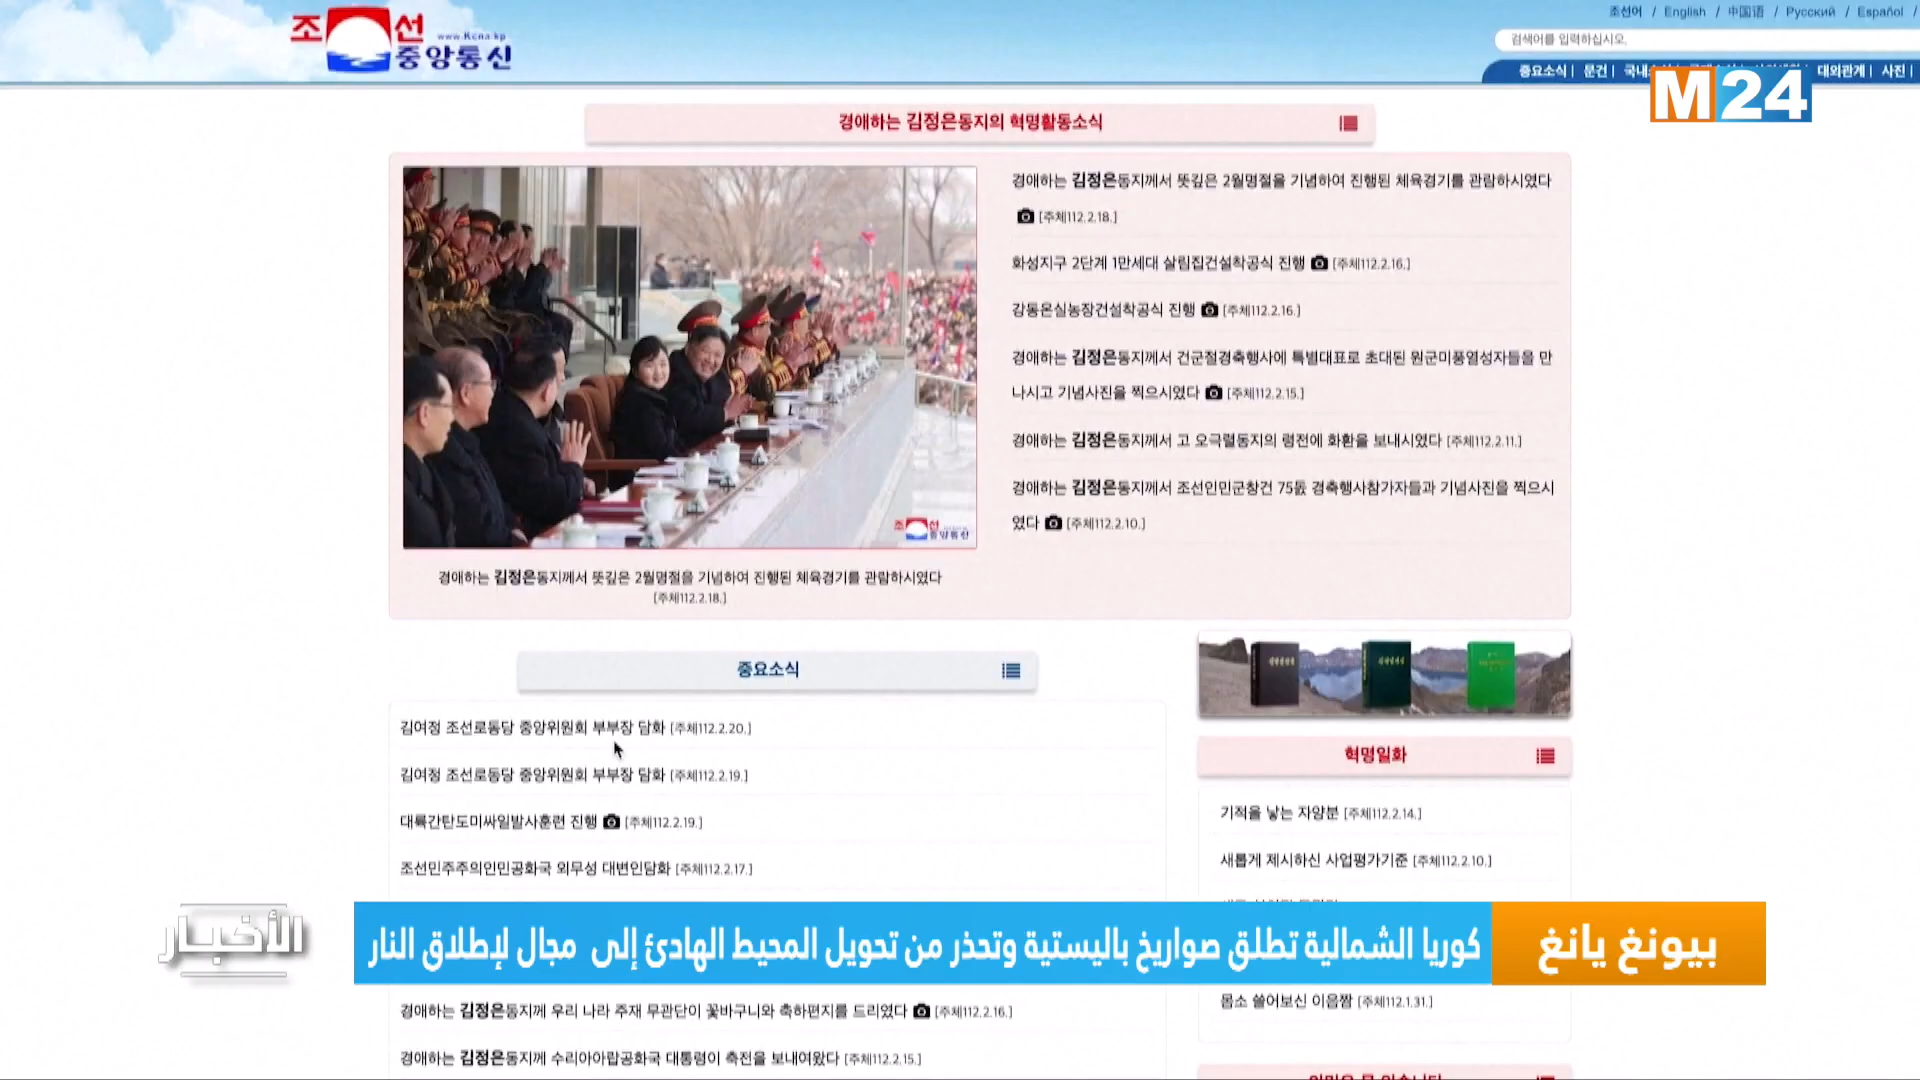 조선 www.Kcna.kp
중앙통신
조선어 / English / 中国语 / Русский / Español /
검색어를 입력하십시오.
중요소식 | 문건 | 국내
대외관계 | 사진 |
M24
경애하는 김정은동지의 혁명활동소식
경애하는 김정은동지께서 뜻깊은 2월명절을 기념하여 진행된 체육경기를 관람하시였다
[주체112.2.18.]
화성지구 2단계 1만세대 살림집건설착공식 진행 [주체112.2.16.]
강동온실농장건설착공식 진행 [주체112.2.16.]
경애하는 김정은동지께서 건군절경축행사에 특별대표로 초대된 원군미풍열성자들을 만
나시고 기념사진을 찍으시였다 [주체112.2.15.]
경애하는 김정은동지께서 고 오극렬동지의 령전에 화환을 보내시였다 [주체112.2.11.]
경애하는 김정은동지께서 조선인민군창건 75돐 경축행사참가자들과 기념사진을 찍으시
였다 [주체112.2.10.]
조선
중앙통신
경애하는 김정은동지께서 뜻깊은 2월명절을 기념하여 진행된 체육경기를 관람하시였다
[주체112.2.18.]
중요소식
김여정 조선로동당 중앙위원회 부부장 담화 [주체112.2.20.]
김여정 조선로동당 중앙위원회 부부장 담화 [주체112.2.19.]
대륙간탄도미싸일발사훈련 진행 [주체112.2.19.]
조선민주주의인민공화국 외무성 대변인담화 [주체112.2.17.]
혁명일화
기적을 낳는 자양분 [주체112.2.14.]
새롭게 제시하신 사업평가기준 [주체112.2.10.]
الأخبار
بيونغ يانغ
كوريا الشمالية تطلق صواريخ باليستية وتحذر من تحويل المحيط الهادئ إلى مجال لإطلاق النار
경애하는 김정은동지께 우리 나라 주재 무관단이 꽃바구니와 축하편지를 드리였다 [주체112.2.16.]
경애하는 김정은동지께 수리아아랍공화국 대통령이 축전을 보내여왔다 [주체112.2.15.]
몸소 쓸어보신 이음짬 [주체112.1.31.]